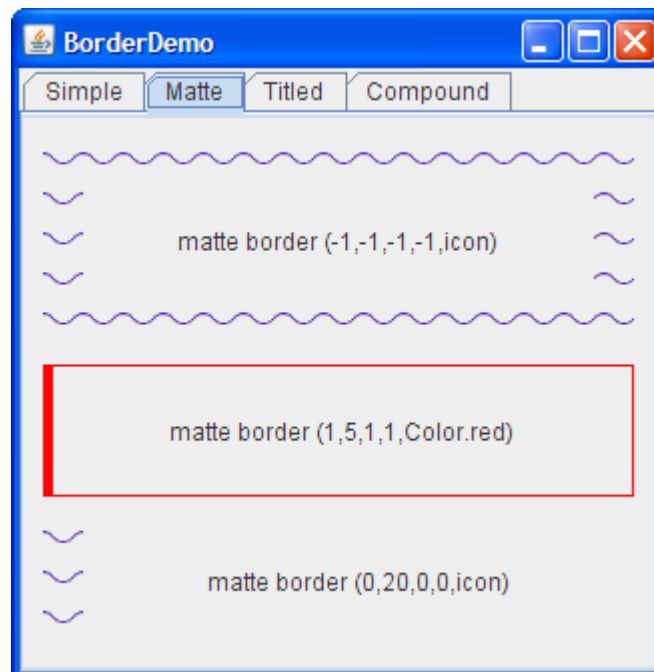 BorderDemo
Simple Matte Titled Compound
matte border (-1,-1,-1,-1,icon)
matte border (1,5,1,1,Color.red)
matte border (0,20,0,0,icon)